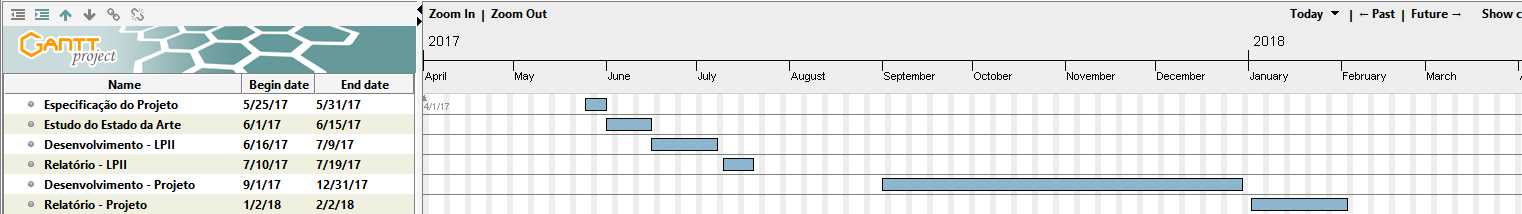 Zoom In | Zoom Out
Today | ←Past | Future→ Show c
GANTT project
2017 2018
April May June July August September October November December January February March A
Name Begin date End date
4/1/17
Especificação do Projeto 5/25/17 5/31/17
Estudo do Estado da Arte 6/1/17 6/15/17
Desenvolvimento - LPII 6/16/17 7/9/17
Relatório - LPII 7/10/17 7/19/17
Desenvolvimento - Projeto 9/1/17 12/31/17
Relatório - Projeto 1/2/18 2/2/18